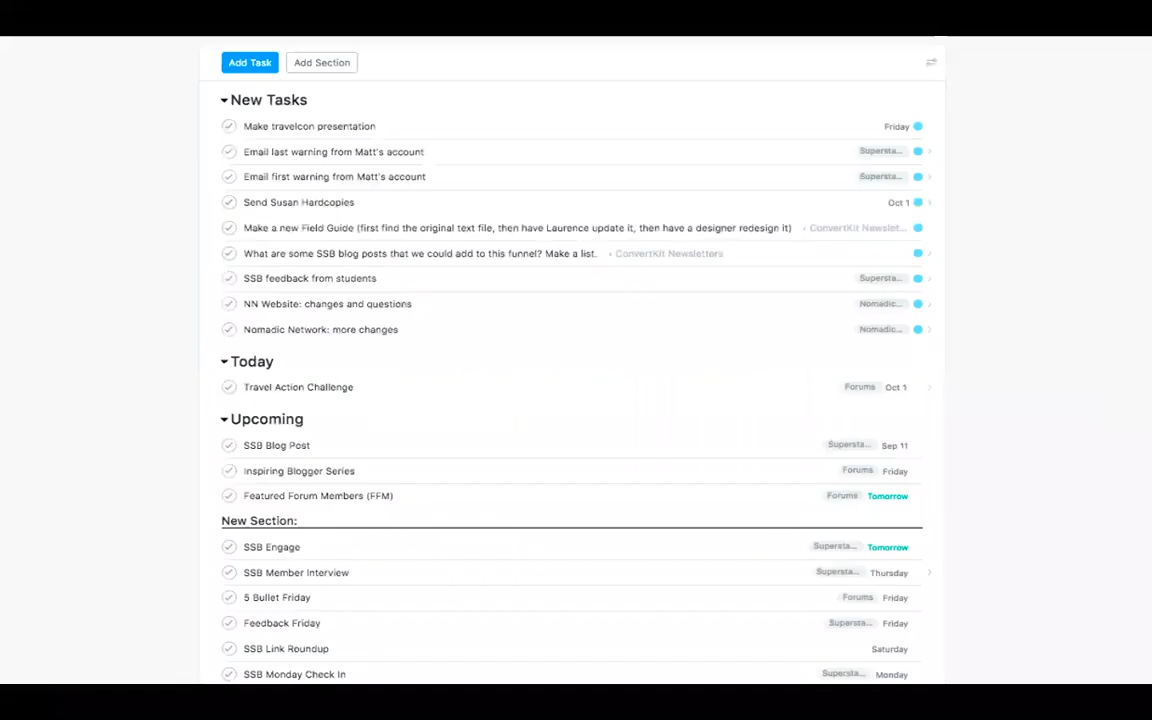 Add Task Add Section
New Tasks
Make travelcon presentation Friday
Email last warning from Matt's account Supersta...
Email first warning from Matt's account Supersta...
Send Susan Hardcopies Oct 1
Make a new Field Guide (first find the original text file, then have Laurence update it, then have a designer redesign it) ‹ ConvertKit Newslet...
What are some SSB blog posts that we could add to this funnel? Make a list. ‹ ConvertKit Newsletters
SSB feedback from students Supersta...
NN Website: changes and questions Nomadic...
Nomadic Network: more changes Nomadic...
Today
Travel Action Challenge Forums Oct 1
Upcoming
SSB Blog Post Supersta... Sep 11
Inspiring Blogger Series Forums Friday
Featured Forum Members (FFM) Forums Tomorrow
New Section:
SSB Engage Supersta... Tomorrow
SSB Member Interview Supersta... Thursday
5 Bullet Friday Forums Friday
Feedback Friday Supersta... Friday
SSB Link Roundup Saturday
SSB Monday Check In Supersta... Monday